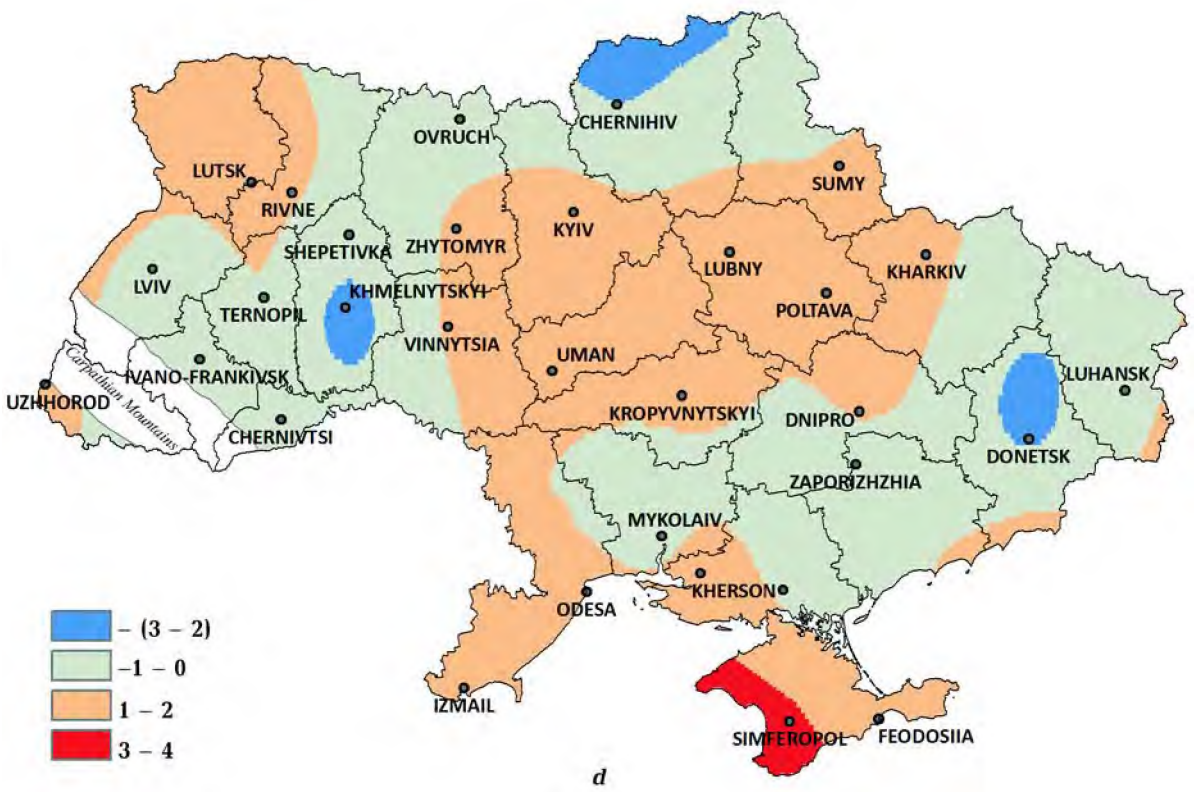 CHERNIHIV
OVRUCH
LUTSK
SUMY
RIVNE
KYIV
SHEPETIVKA
ZHYTOMYR
LUBNY
KHARKIV
LVIV
KHMELNYTSKYI
TERNOPIL
POLTAVA
VINNYTSIA
UMAN
Carpathian Mountains
IVANO-FRANKIVSK
LUHANSK
UZHHOROD
KROPYVNYTSKYI
DNIPRO
CHERNIVTSI
DONETSK
ZAPORIZHZHIA
MYKOLAIV
KHERSON
ODESA
IZMAIL
SIMFEROPOL
FEODOSIIA
– (3 – 2)
–1 – 0
1 – 2
3 – 4
d